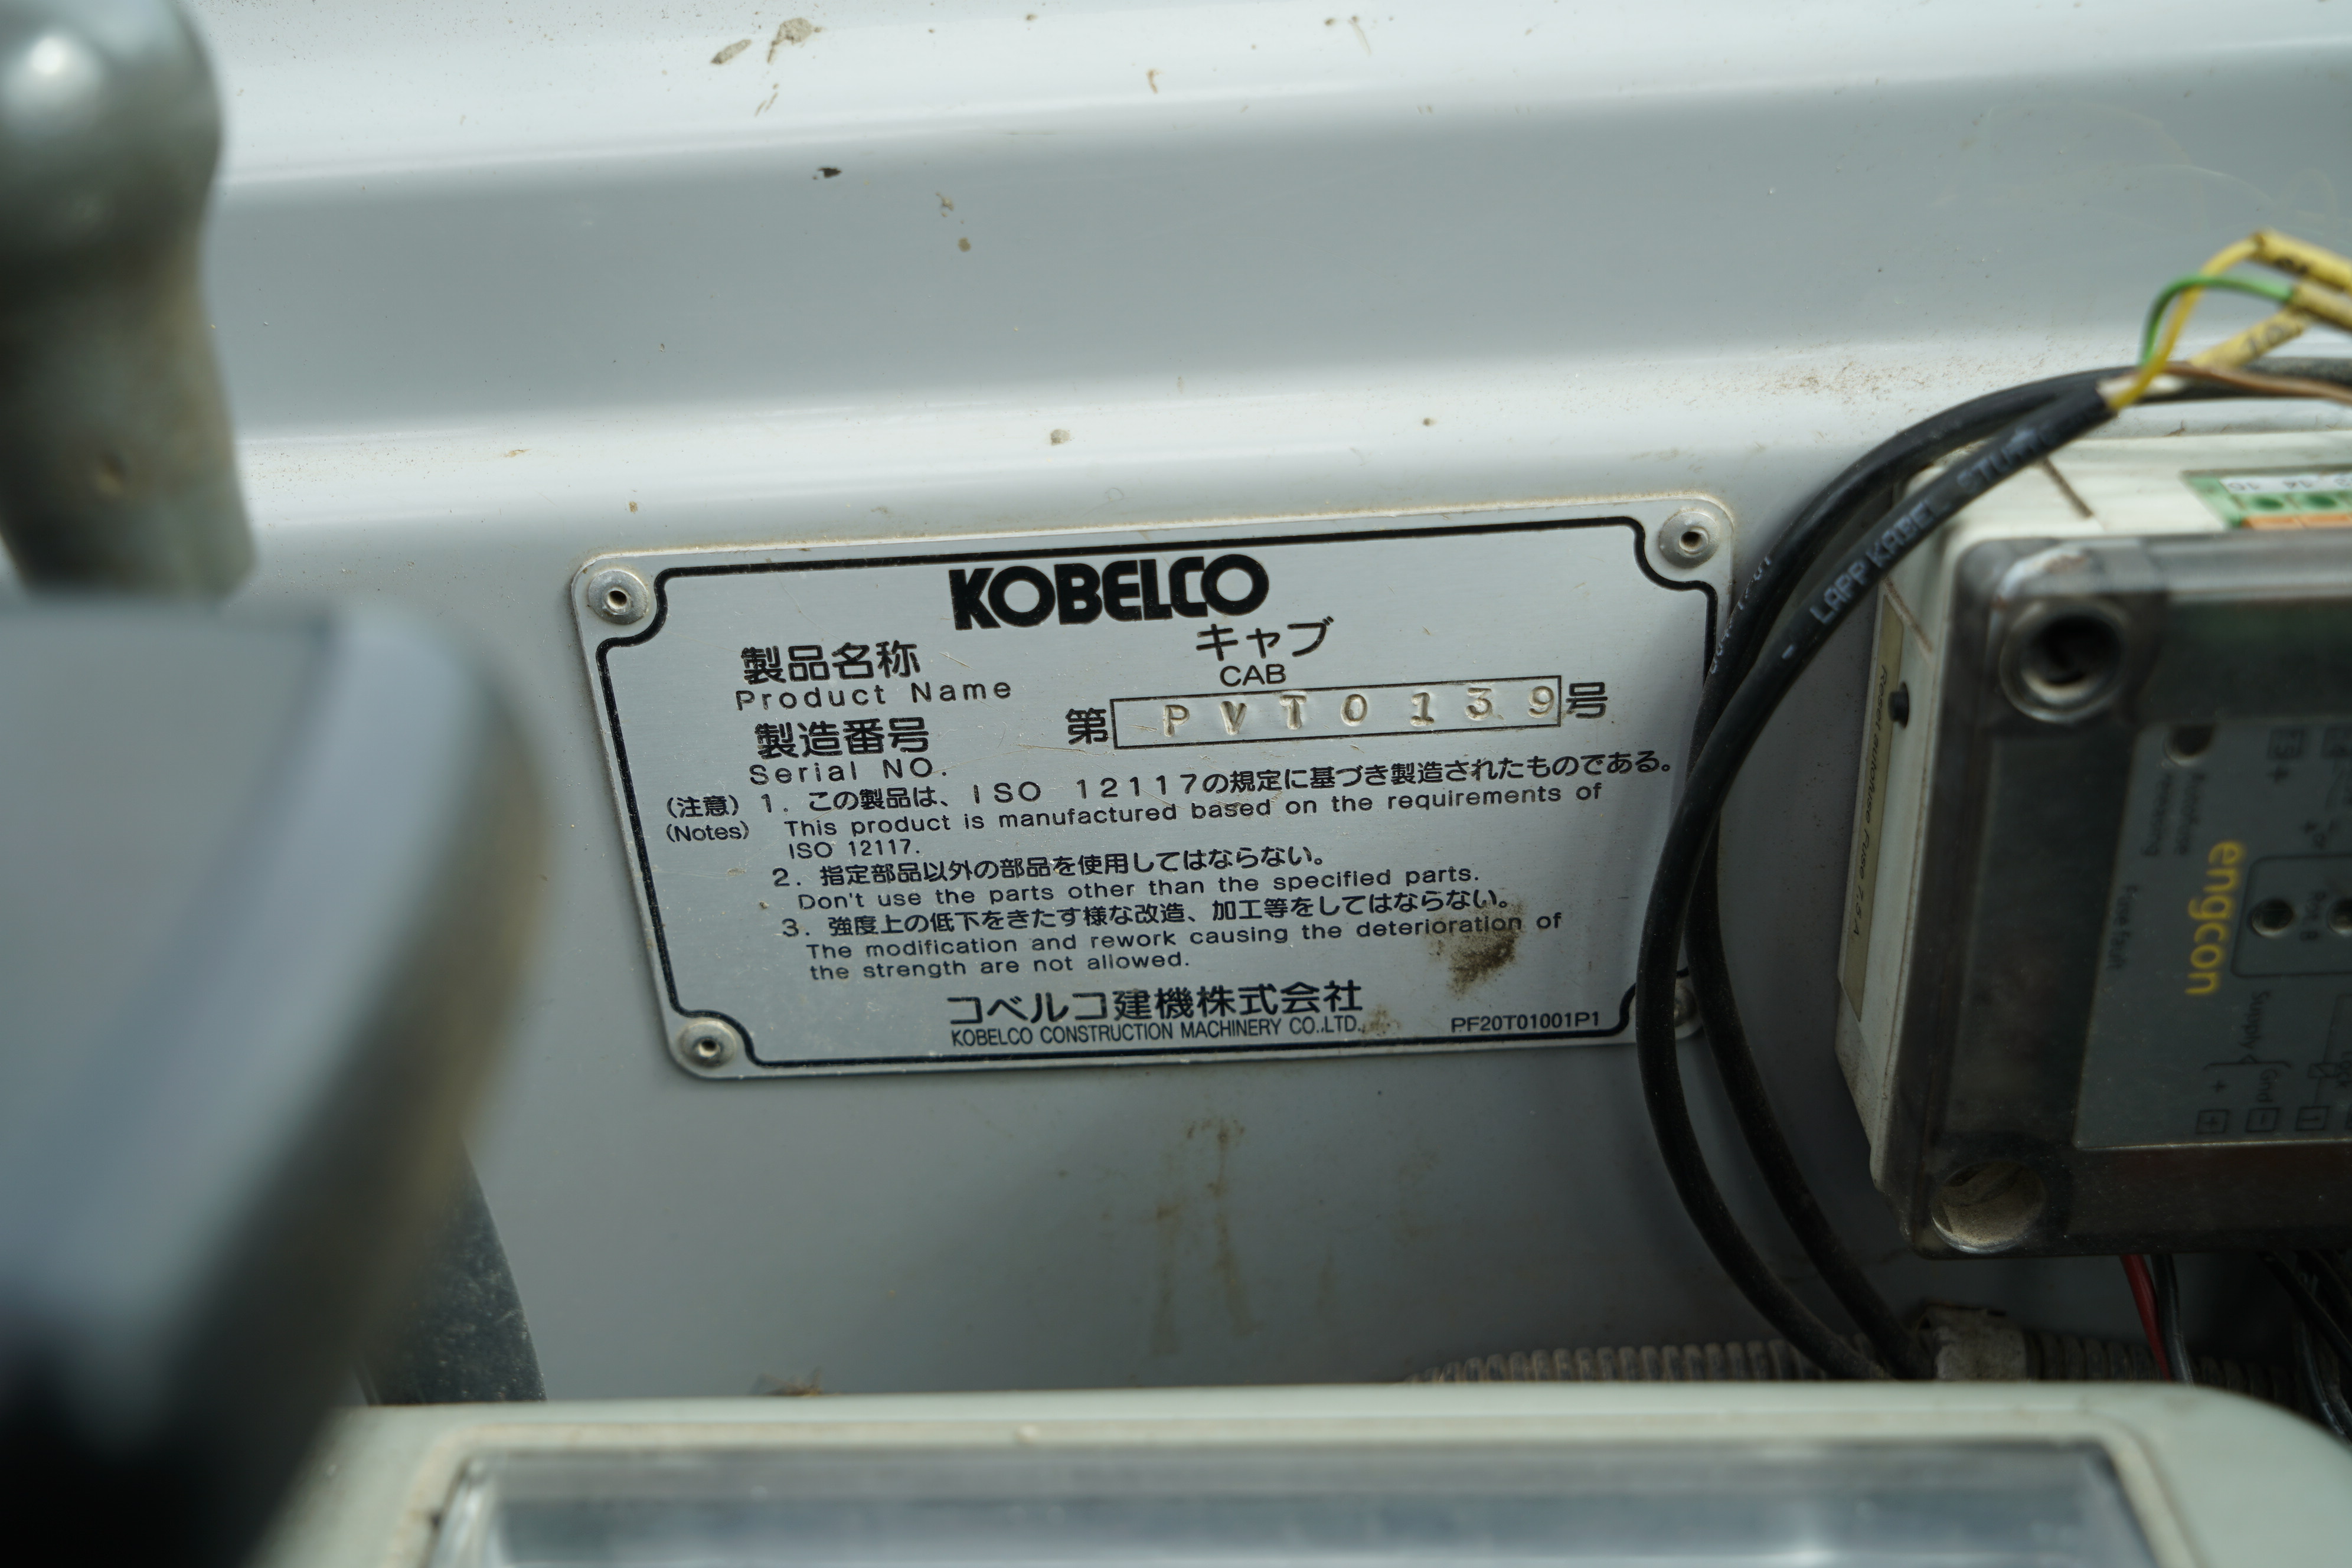 KOBELCO
製品名称 キャブ
Product Name CAB
製造番号 第 PVT0139 号
Serial NO.
(注意) 1. この製品は、ISO 12117の規定に基づき製造されたものである。
(Notes) This product is manufactured based on the requirements of
ISO 12117.
2. 指定部品以外の部品を使用してはならない。
Don't use the parts other than the specified parts.
3. 強度上の低下をきたす様な改造、加工等をしてはならない。
The modification and rework causing the deterioration of
the strength are not allowed.
コベルコ建機株式会社
KOBELCO CONSTRUCTION MACHINERY CO.,LTD.
PF20T01001P1
LAPP KABEL STUTT
Reset autofuse
engcon
Supply
Gnd
Fuse Fault